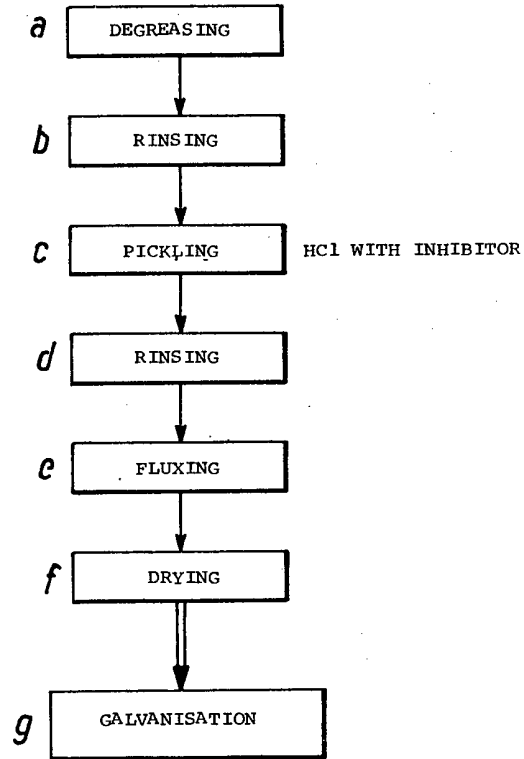 a DEGREASING
b RINSING
c PICKLING HCl WITH INHIBITOR
d RINSING
e FLUXING
f DRYING
g GALVANISATION